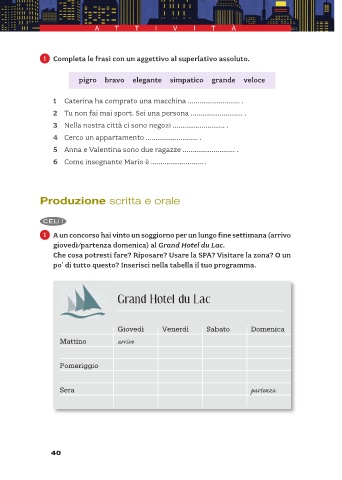 ATTIVITÀ
1 Completa le frasi con un aggettivo al superlativo assoluto.
pigro bravo elegante simpatico grande veloce
1 Caterina ha comprato una macchina .......................... .
2 Tu non fai mai sport. Sei una persona .......................... .
3 Nella nostra città ci sono negozi .......................... .
4 Cerco un appartamento .......................... .
5 Anna e Valentina sono due ragazze .......................... .
6 Come insegnante Mario è .......................... .
Produzione scritta e orale
CELI 1
1 A un concorso hai vinto un soggiorno per un lungo fine settimana (arrivo
giovedì/partenza domenica) al Grand Hotel du Lac.
Che cosa potresti fare? Riposare? Usare la SPA? Visitare la zona? O un
po' di tutto questo? Inserisci nella tabella il tuo programma.
Grand Hotel du Lac
Giovedì Venerdì Sabato Domenica
Mattino arrivo
Pomeriggio
Sera partenza
40